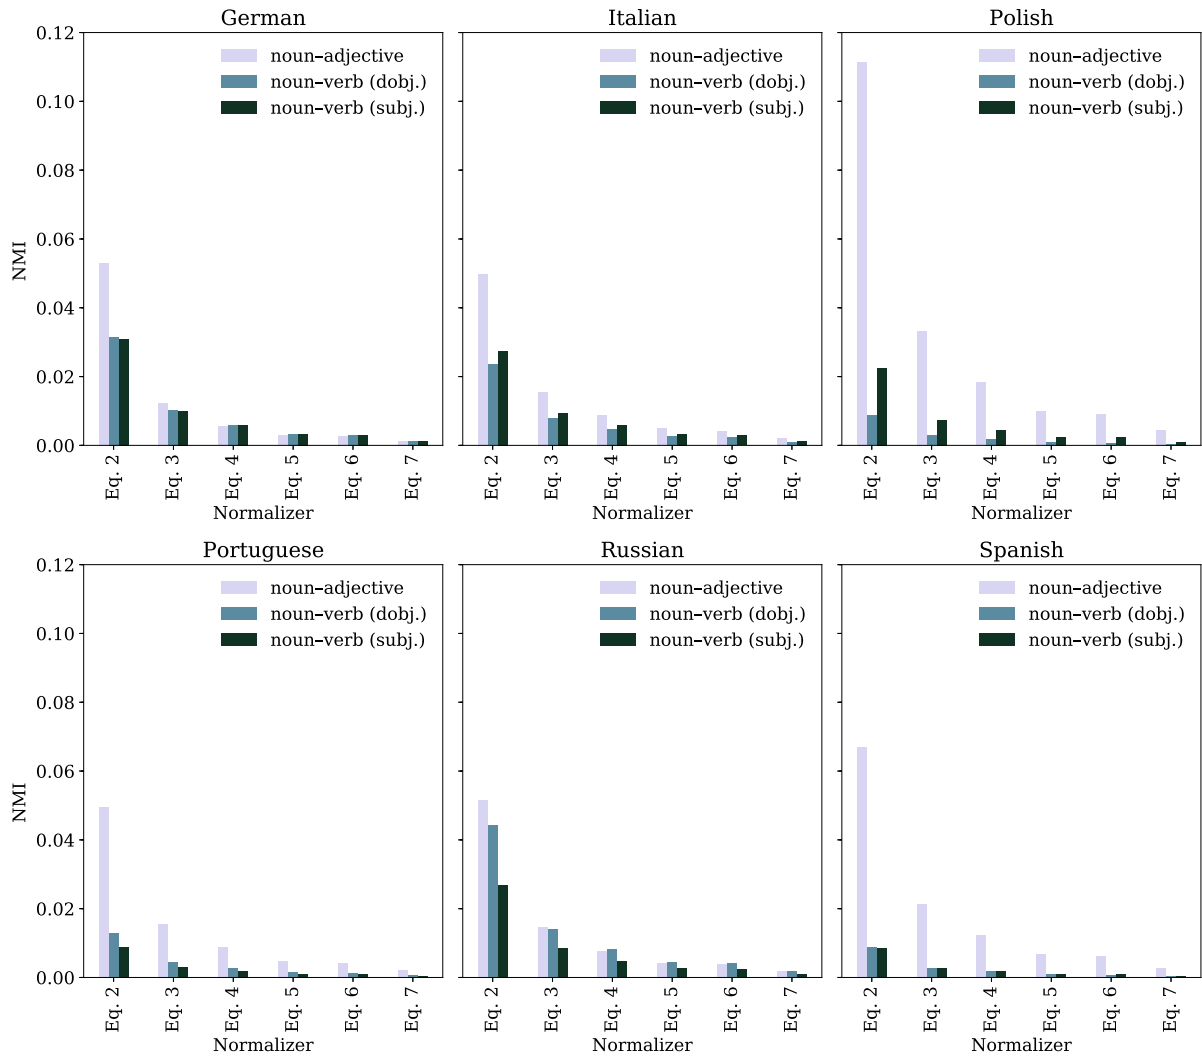 German
Italian
Polish
0.12
0.10
0.08
0.06
0.04
0.02
0.00
NMI
noun–adjective
noun–verb (dobj.)
noun–verb (subj.)
noun–adjective
noun–verb (dobj.)
noun–verb (subj.)
noun–adjective
noun–verb (dobj.)
noun–verb (subj.)
Eq. 2
Eq. 3
Eq. 4
Eq. 5
Eq. 6
Eq. 7
Eq. 2
Eq. 3
Eq. 4
Eq. 5
Eq. 6
Eq. 7
Eq. 2
Eq. 3
Eq. 4
Eq. 5
Eq. 6
Eq. 7
Normalizer
Normalizer
Normalizer
Portuguese
Russian
Spanish
0.12
0.10
0.08
0.06
0.04
0.02
0.00
NMI
noun–adjective
noun–verb (dobj.)
noun–verb (subj.)
noun–adjective
noun–verb (dobj.)
noun–verb (subj.)
noun–adjective
noun–verb (dobj.)
noun–verb (subj.)
Eq. 2
Eq. 3
Eq. 4
Eq. 5
Eq. 6
Eq. 7
Eq. 2
Eq. 3
Eq. 4
Eq. 5
Eq. 6
Eq. 7
Eq. 2
Eq. 3
Eq. 4
Eq. 5
Eq. 6
Eq. 7
Normalizer
Normalizer
Normalizer